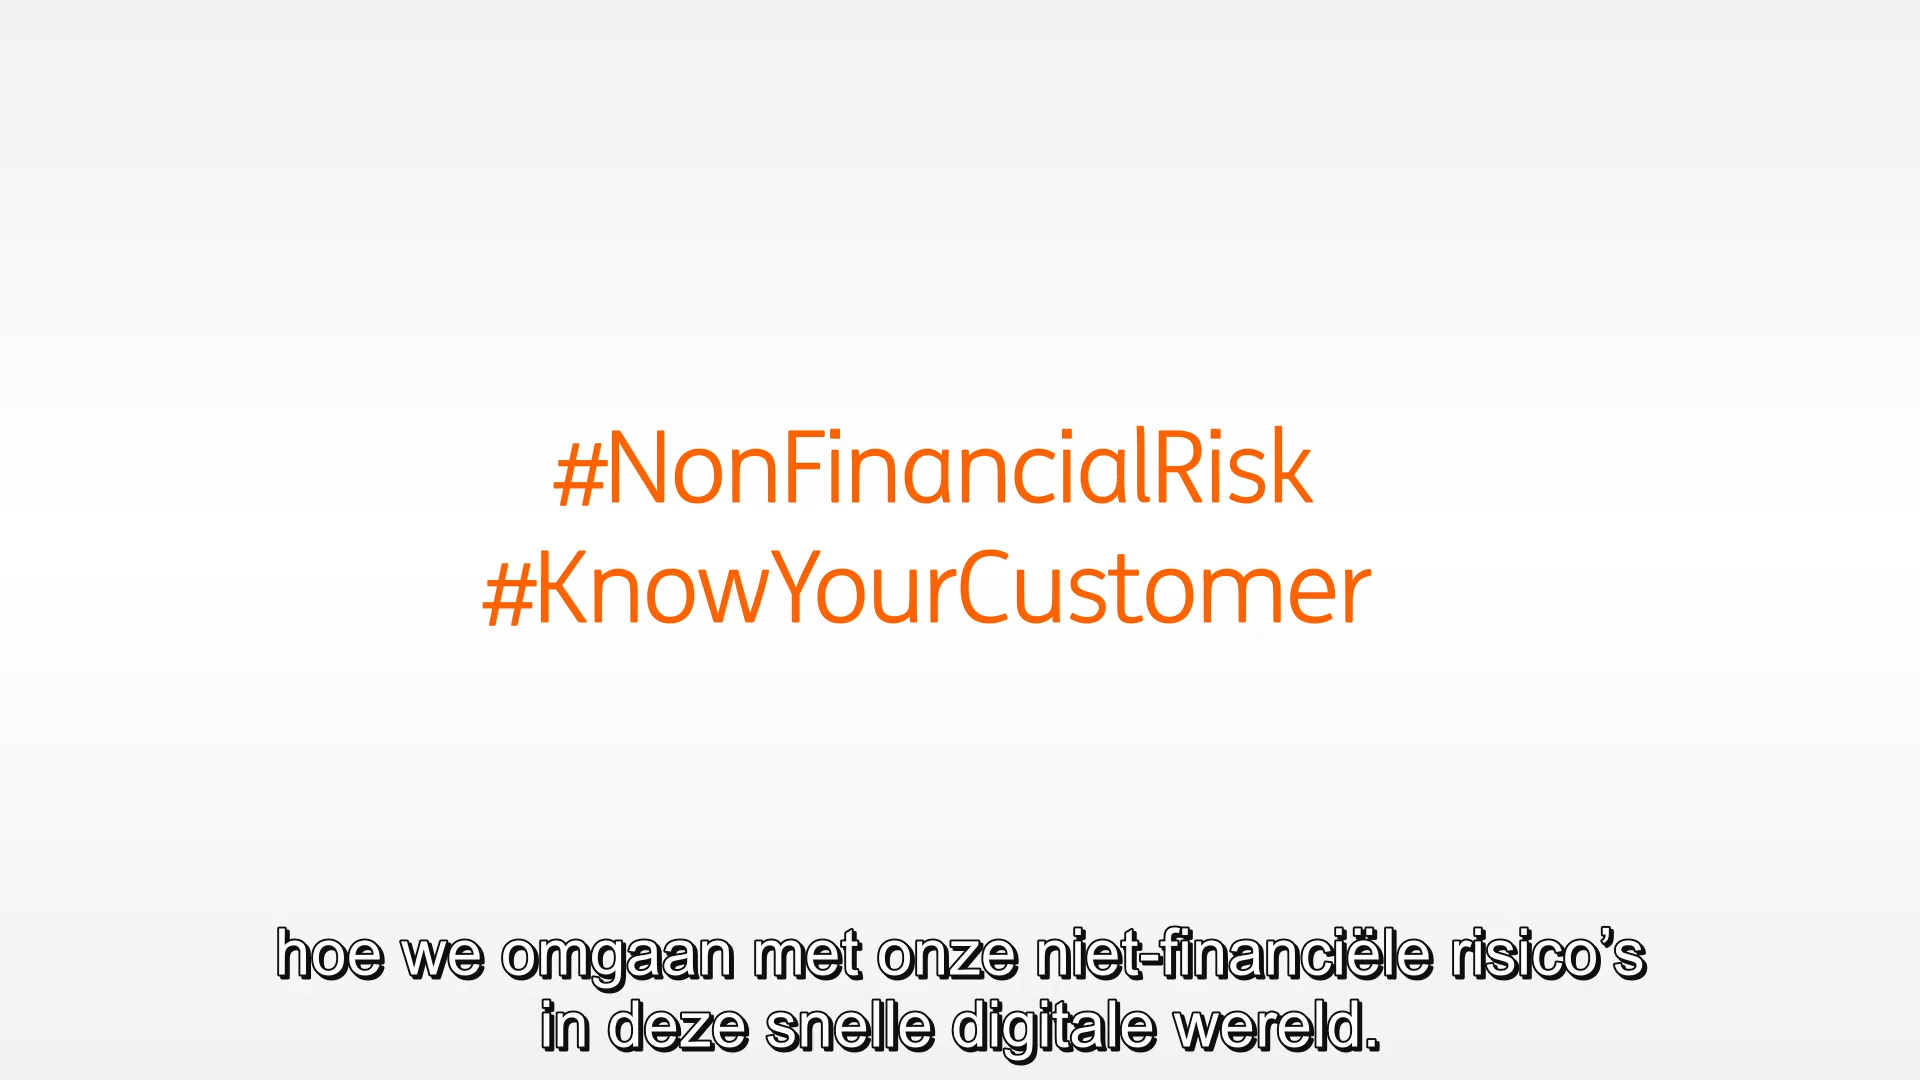 #NonFinancialRisk
#KnowYourCustomer
hoe we omgaan met onze niet-financiële risico’s
in deze snelle digitale wereld.